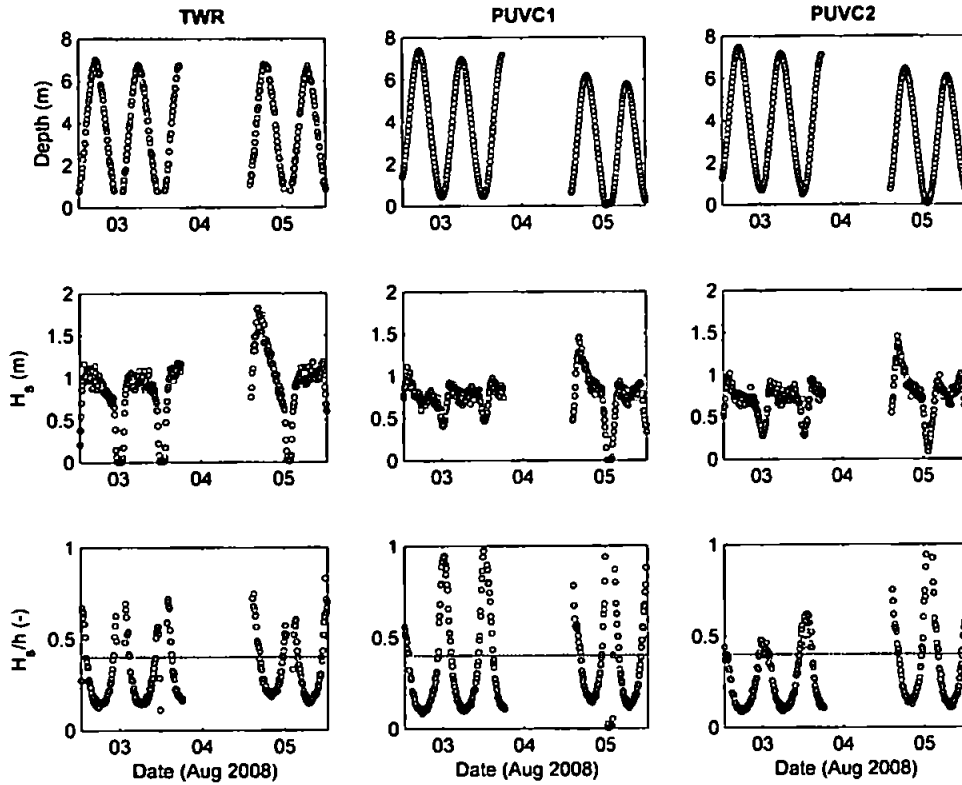 TWR PUVC1 PUVC2
8 8 8
6 6 6
4 4 4
2 2 2
0 0 0
Depth (m)
03 04 05 03 04 05 03 04 05
2 2 2
1.5 1.5 1.5
1 1 1
0.5 0.5 0.5
0 0 0
Hs (m)
03 04 05 03 04 05 03 04 05
1 1 1
0.5 0.5 0.5
0 0 0
Hs/h (-)
03 04 05 03 04 05 03 04 05
Date (Aug 2008) Date (Aug 2008) Date (Aug 2008)